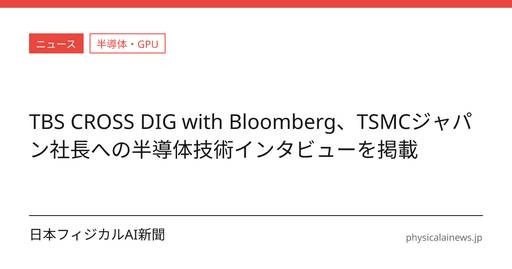 ニュース 半導体・GPU
TBS CROSS DIG with Bloomberg、TSMCジャパ
ン社長への半導体技術インタビューを掲載
日本フィジカルAI新聞 physicalainews.jp